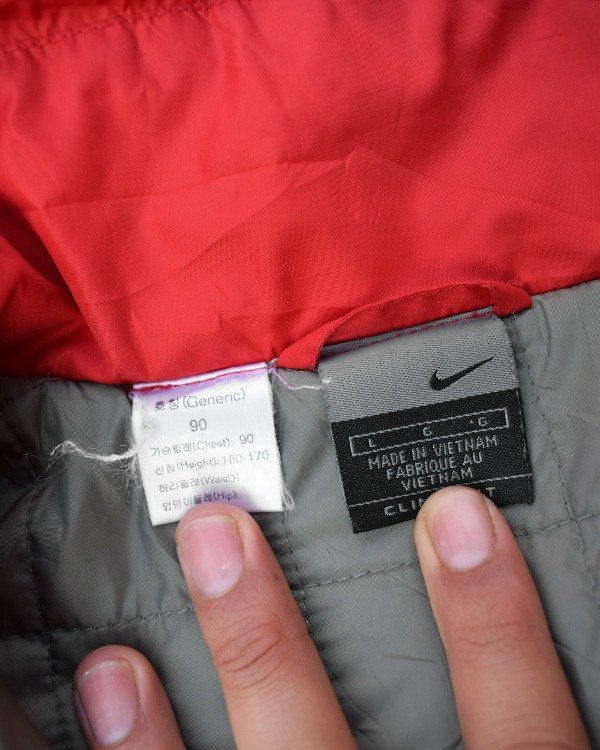 호칭(Generic)
90
가슴둘레(Chest): 90
신장(Height): 160-170
허리둘레(Waist):
엉덩이둘레(Hip):
L G *G
MADE IN VIETNAM
FABRIQUE AU
VIETNAM